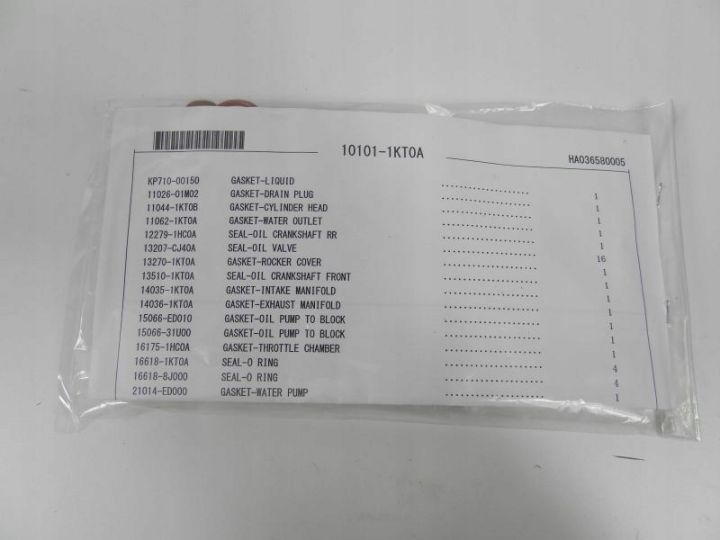 10101-1KT0A
HA036580005
KP710-00150 GASKET-LIQUID ...................... 1
11026-01M02 GASKET-DRAIN PLUG ...................... 1
11044-1KT0B GASKET-CYLINDER HEAD ...................... 1
11062-1KT0A GASKET-WATER OUTLET ...................... 1
12279-1HC0A SEAL-OIL CRANKSHAFT RR ...................... 1
13207-CJ40A SEAL-OIL VALVE ...................... 16
13270-1KT0A GASKET-ROCKER COVER ...................... 1
13510-1KT0A SEAL-OIL CRANKSHAFT FRONT ...................... 1
14035-1KT0A GASKET-INTAKE MANIFOLD ...................... 1
14036-1KT0A GASKET-EXHAUST MANIFOLD ...................... 1
15066-ED010 GASKET-OIL PUMP TO BLOCK ...................... 1
15066-31U00 GASKET-OIL PUMP TO BLOCK ...................... 1
16175-1HC0A GASKET-THROTTLE CHAMBER ...................... 1
16618-1KT0A SEAL-O RING ...................... 4
16618-8J000 SEAL-O RING ...................... 4
21014-ED000 GASKET-WATER PUMP ...................... 1